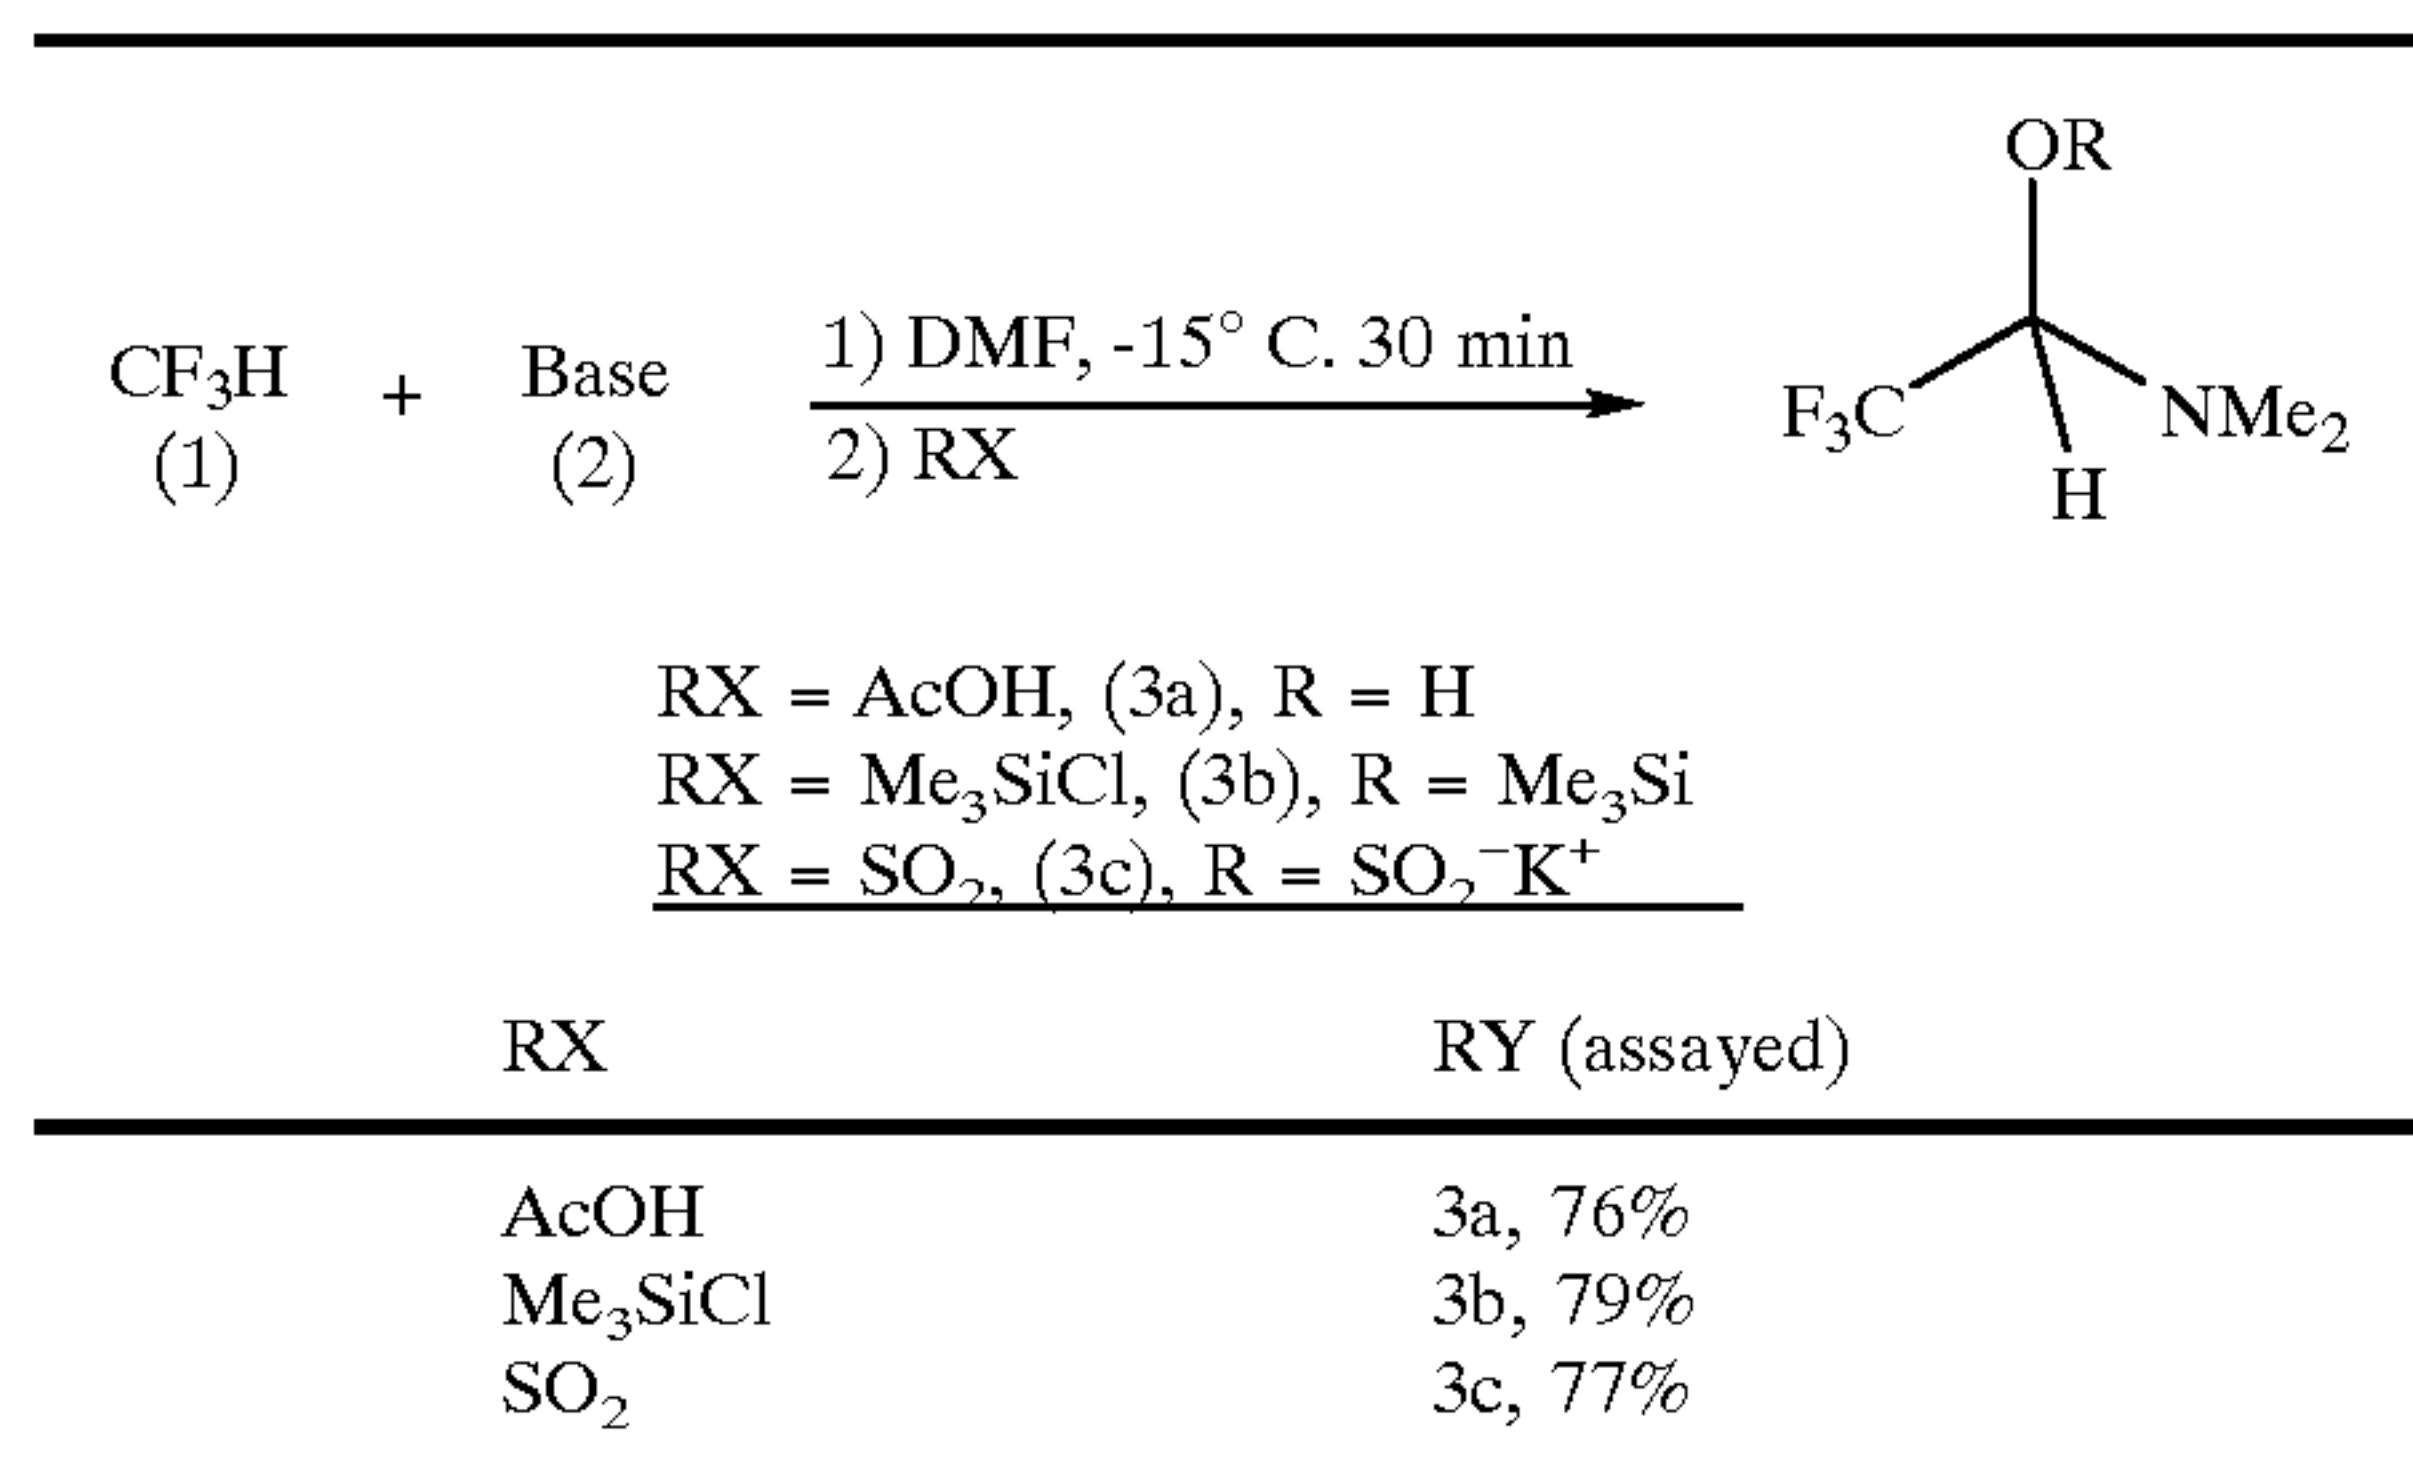 OR
CF₃H + Base 1) DMF, -15° C. 30 min F₃C NMe₂
(1) (2) 2) RX H
RX = AcOH, (3a), R = H
RX = Me₃SiCl, (3b), R = Me₃Si
RX = SO₂, (3c), R = SO₂⁻K⁺
RX RY (assayed)
AcOH 3a, 76%
Me₃SiCl 3b, 79%
SO₂ 3c, 77%